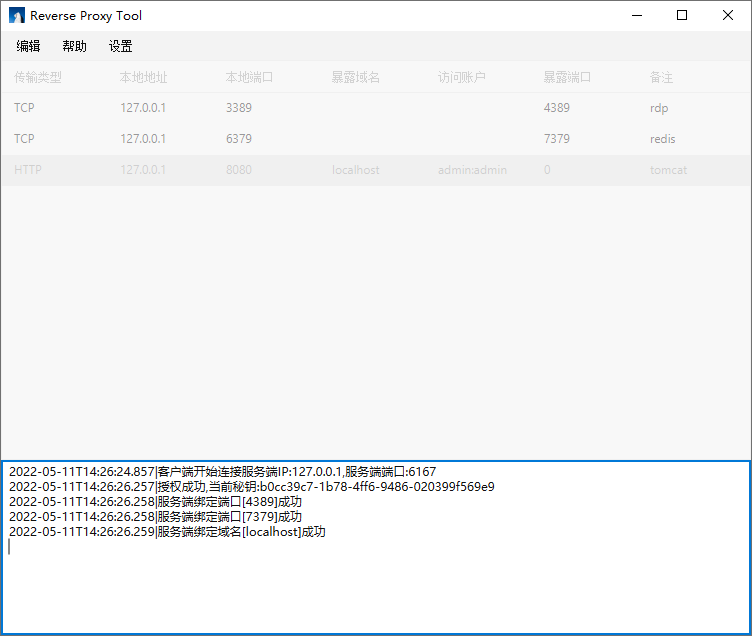 Reverse Proxy Tool
编辑 帮助 设置
传输类型 本地地址 本地端口 暴露域名 访问账户 暴露端口 备注
TCP 127.0.0.1 3389 4389 rdp
TCP 127.0.0.1 6379 7379 redis
HTTP 127.0.0.1 8080 localhost admin:admin 0 tomcat
2022-05-11T14:26:24.857|客户端开始连接服务端IP:127.0.0.1,服务端端口:6167
2022-05-11T14:26:26.257|授权成功,当前秘钥:b0cc39c7-1b78-4ff6-9486-020399f569e9
2022-05-11T14:26:26.258|服务端绑定端口[4389]成功
2022-05-11T14:26:26.258|服务端绑定端口[7379]成功
2022-05-11T14:26:26.259|服务端绑定域名[localhost]成功